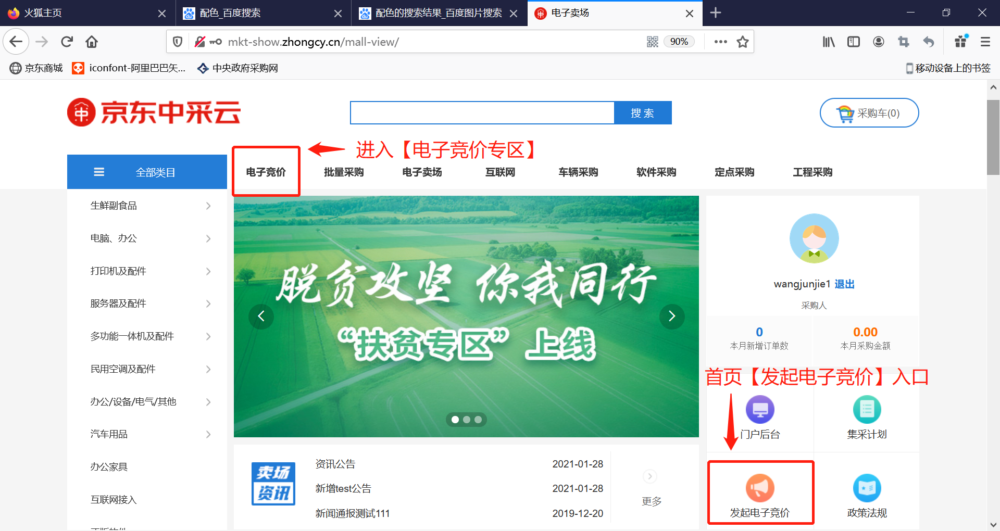 火狐主页
配色_百度搜索
配色的搜索结果_百度图片搜索
电子卖场
mkt-show.zhongcy.cn/mall-view/
90%
京东商城
iconfont-阿里巴巴矢...
中央政府采购网
移动设备上的书签
京东中采云
搜 索
采购车(0)
进入【电子竞价专区】
全部类目
电子竞价
批量采购
电子卖场
互联网
车辆采购
软件采购
定点采购
工程采购
生鲜副食品
电脑、办公
打印机及配件
服务器及配件
多功能一体机及配件
民用空调及配件
办公/设备/电气/其他
汽车用品
办公家具
互联网接入
脱贫攻坚 你我同行
“扶贫专区” 上线
wangjunjie1 退出
采购人
0
本月新增订单数
0.00
本月采购金额
首页【发起电子竞价】入口
门户后台
集采计划
发起电子竞价
政策法规
卖场
资讯
资讯公告 2021-01-28
新增test公告 2021-01-28
新闻通报测试111 2019-12-20
更多